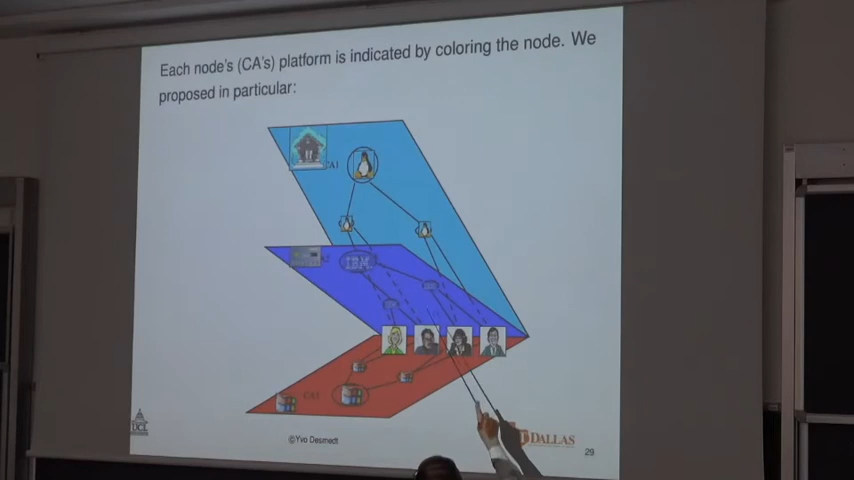 Each node's (CA's) platform is indicated by coloring the node. We
proposed in particular:
CA1
IBM
©Yvo Desmedt
UCL
DALLAS
29